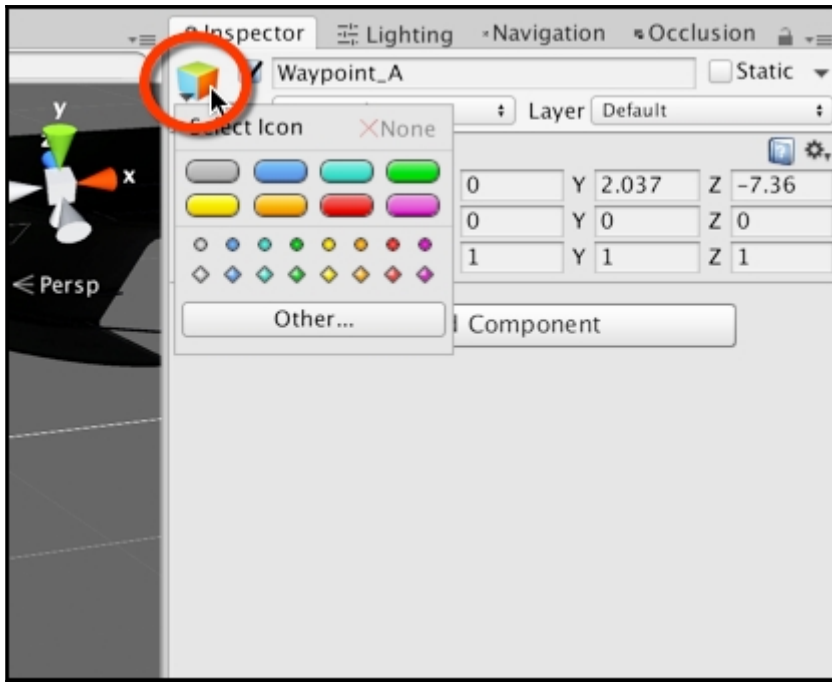 Inspector Lighting Navigation Occlusion
Waypoint_A Static
Layer Default
Select Icon None
0 Y 2.037 Z -7.36
0 Y 0 Z 0
1 Y 1 Z 1
y
z
x
Persp
Other...
Component